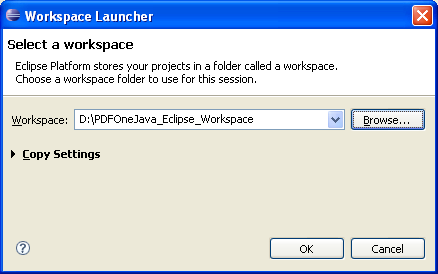 Workspace Launcher
Select a workspace
Eclipse Platform stores your projects in a folder called a workspace.
Choose a workspace folder to use for this session.
Workspace: D:\PDFOneJava_Eclipse_Workspace Browse...
Copy Settings
? OK Cancel